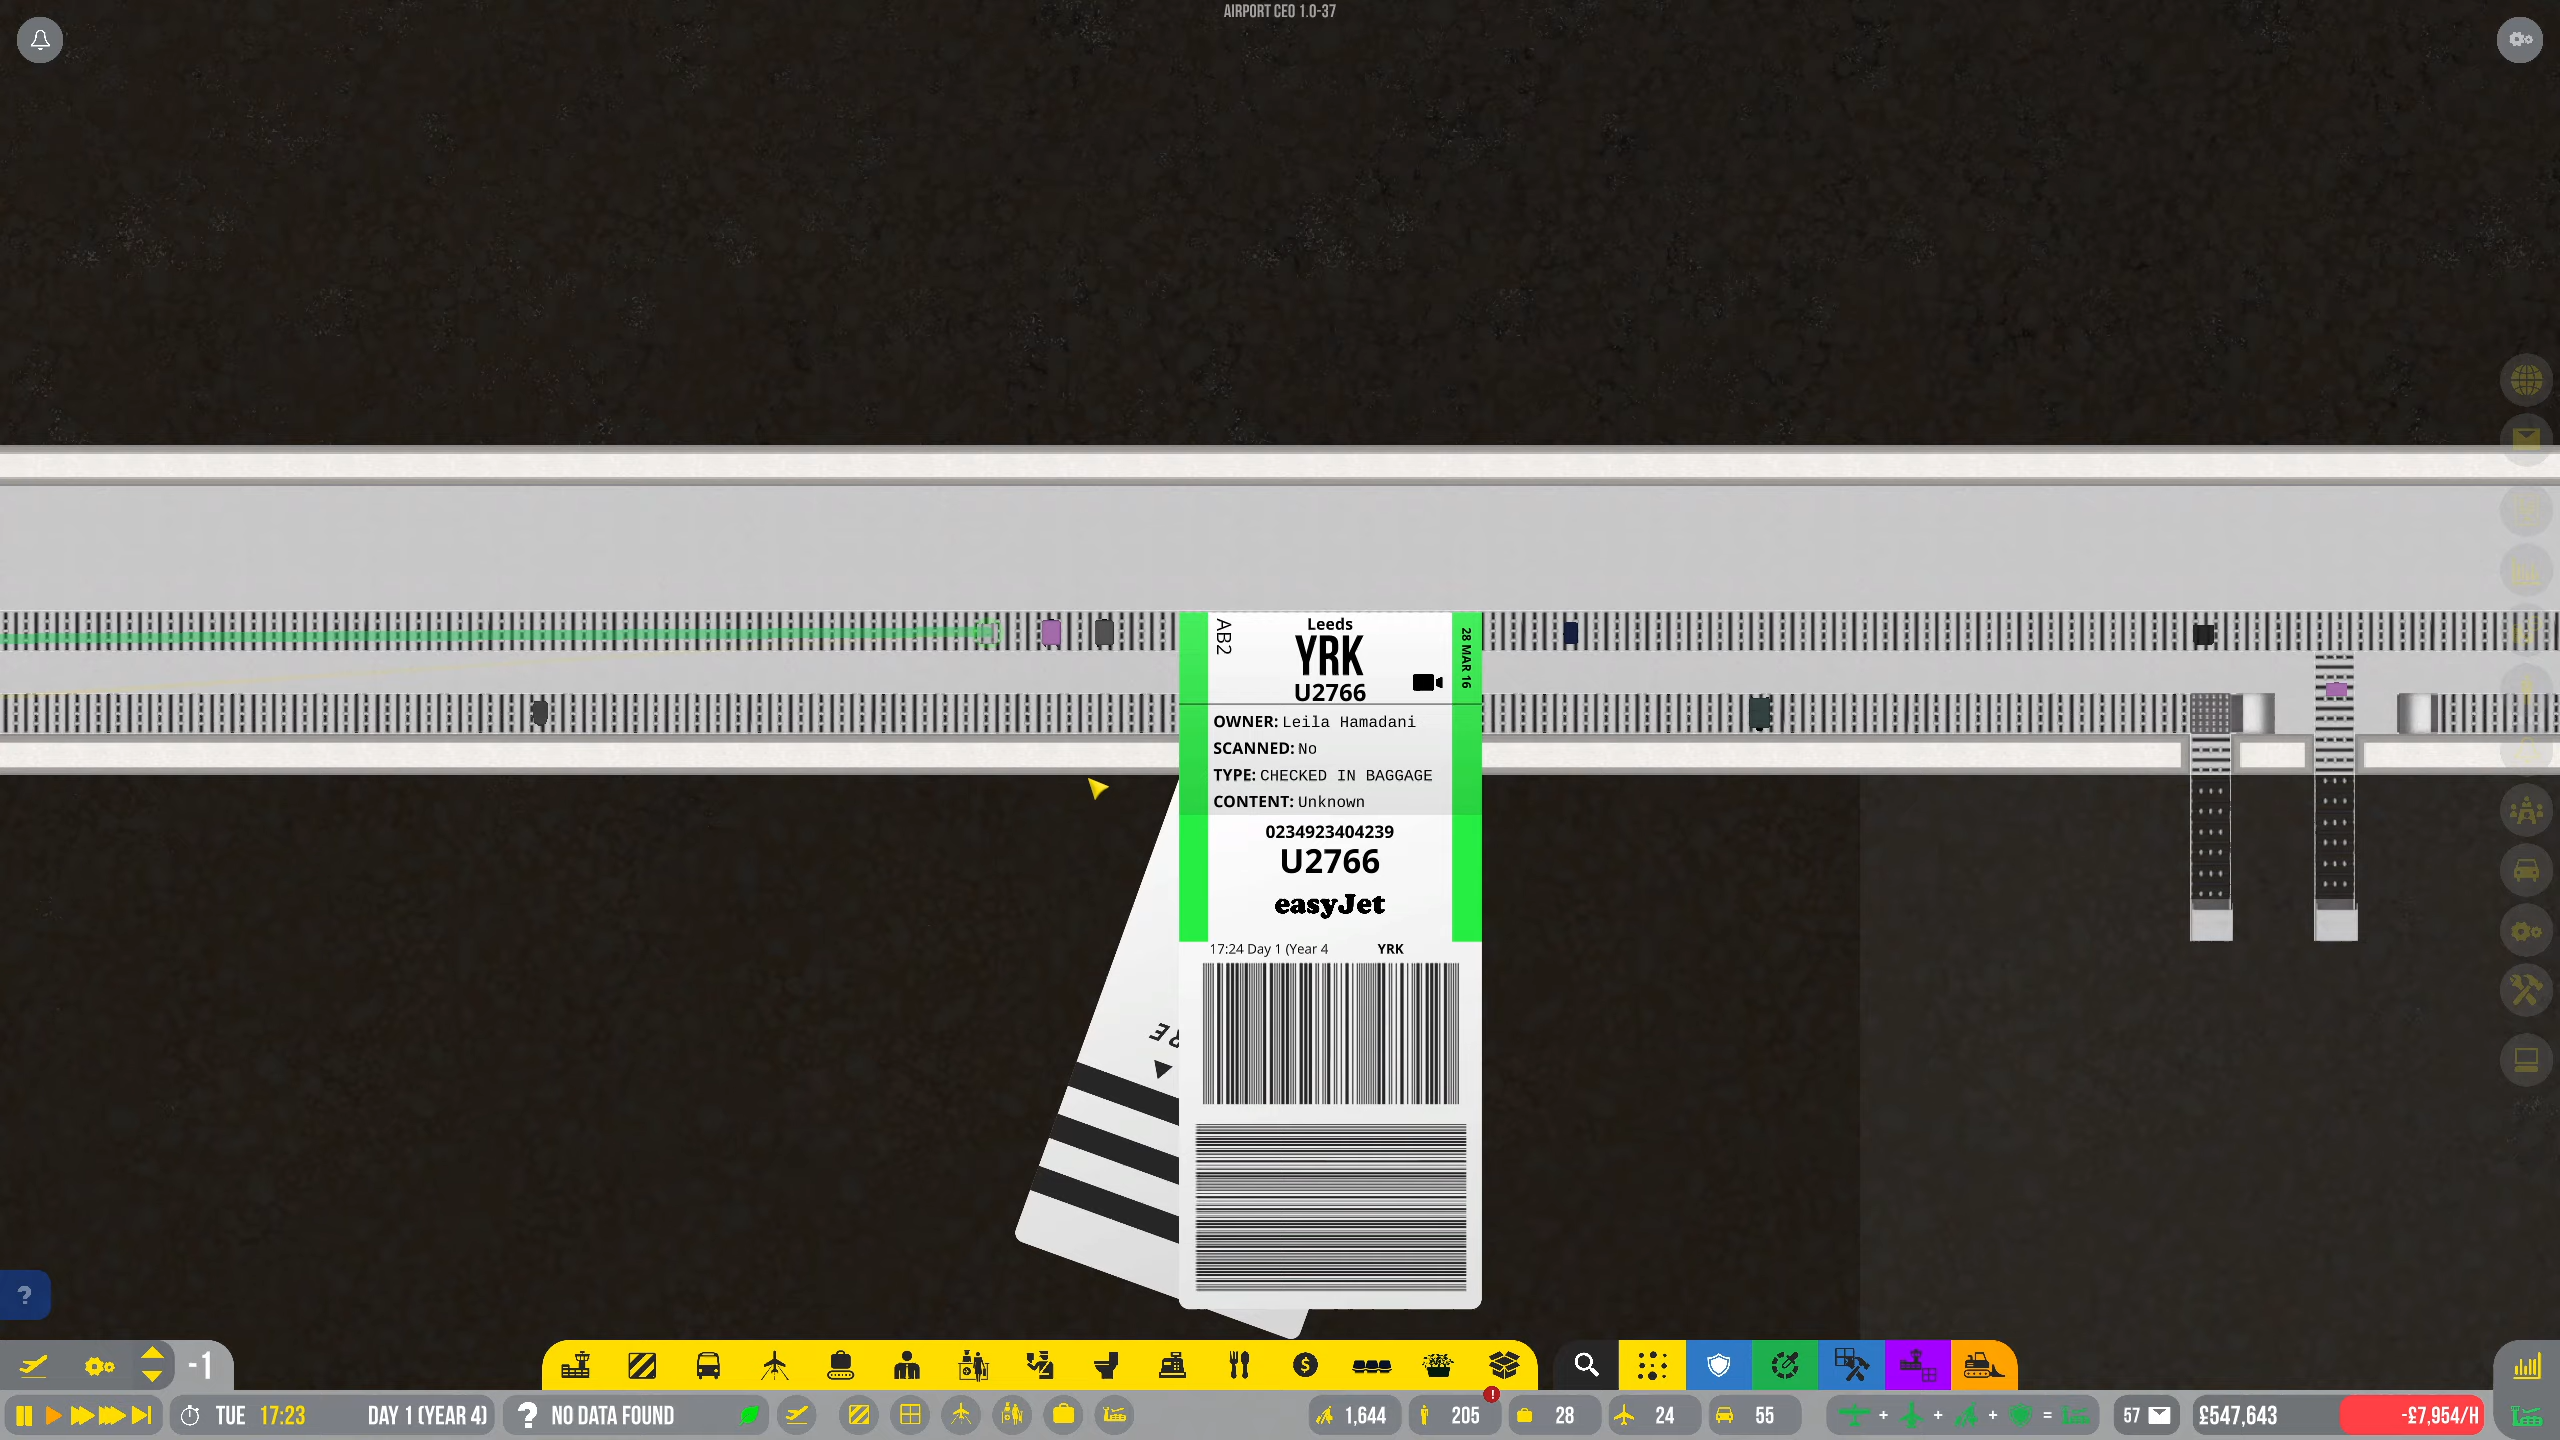 AIRPORT CEO 1.0-37
AB2
Leeds
YRK
U2766
28 MAR 16
OWNER: Leila Hamadani
SCANNED: No
TYPE: CHECKED IN BAGGAGE
CONTENT: Unknown
0234923404239
U2766
easyJet
17:24 Day 1 (Year 4
YRK
?
-1
TUE 17:23 DAY 1 (YEAR 4)
? NO DATA FOUND
1,644
205
!
28
24
55
+ + + =
57
£547,643
-£7,954/H